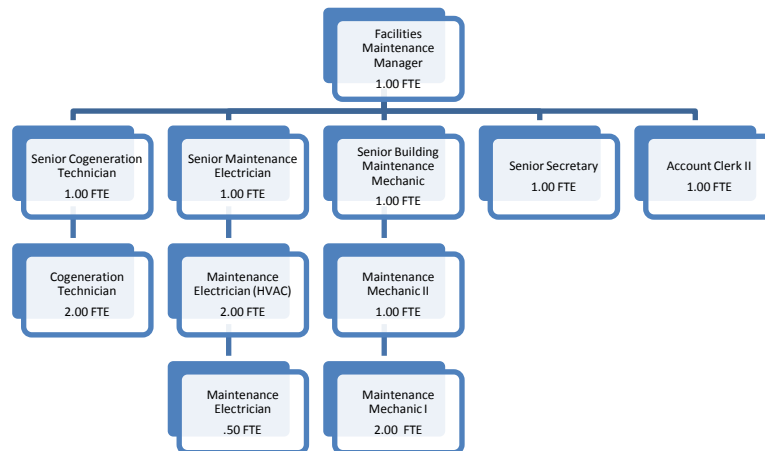 Facilities
Maintenance
Manager
1.00 FTE
Senior Cogeneration
Technician
1.00 FTE
Senior Maintenance
Electrician
1.00 FTE
Senior Building
Maintenance
Mechanic
1.00 FTE
Senior Secretary
1.00 FTE
Account Clerk II
1.00 FTE
Cogeneration
Technician
2.00 FTE
Maintenance
Electrician (HVAC)
2.00 FTE
Maintenance
Mechanic II
1.00 FTE
Maintenance
Electrician
.50 FTE
Maintenance
Mechanic I
2.00 FTE